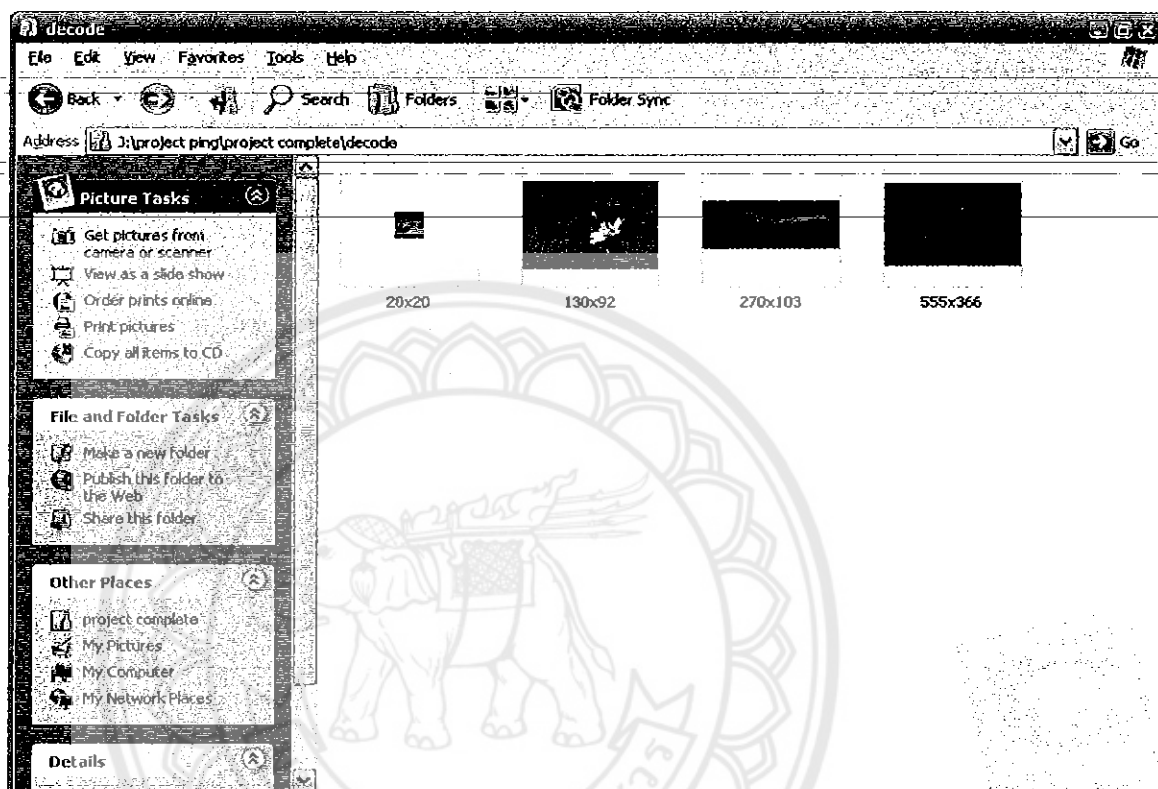 decode
File Edit View Favorites Tools Help
Back Search Folders Folder Sync
Address J:\project ping\project complete\decode Go
Picture Tasks
Get pictures from
camera or scanner
View as a slide show
Order prints online
Print pictures
Copy all items to CD
20x20 130x92 270x103 555x366
File and Folder Tasks
Make a new folder
Publish this folder to
the Web
Share this folder
Other Places
project complete
My Pictures
My Computer
My Network Places
Details